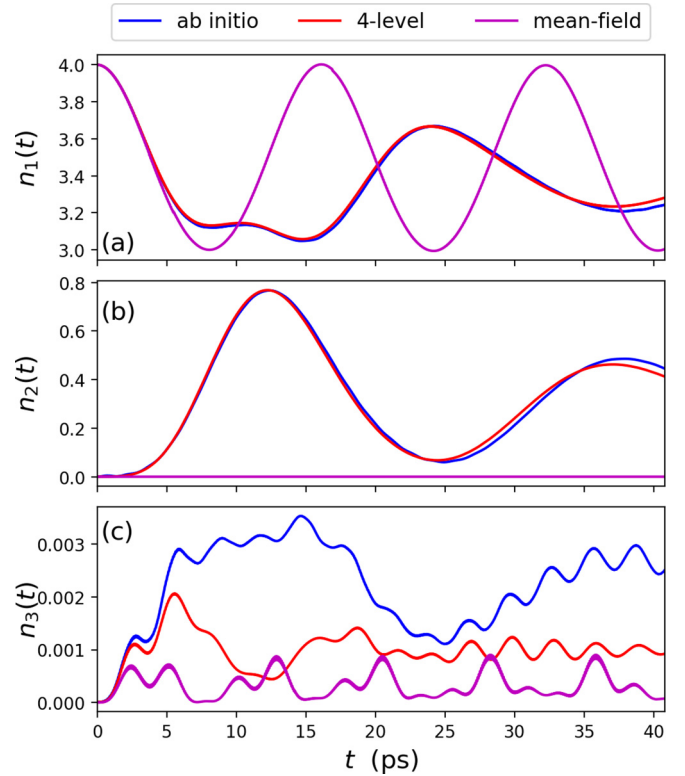 ab initio 4-level mean-field
4.0
3.8
3.6
3.4
3.2
3.0
n₁(t)
(a)
0.8
0.6
0.4
0.2
0.0
n₂(t)
(b)
0.003
0.002
0.001
0.000
n₃(t)
(c)
0 5 10 15 20 25 30 35 40
t (ps)